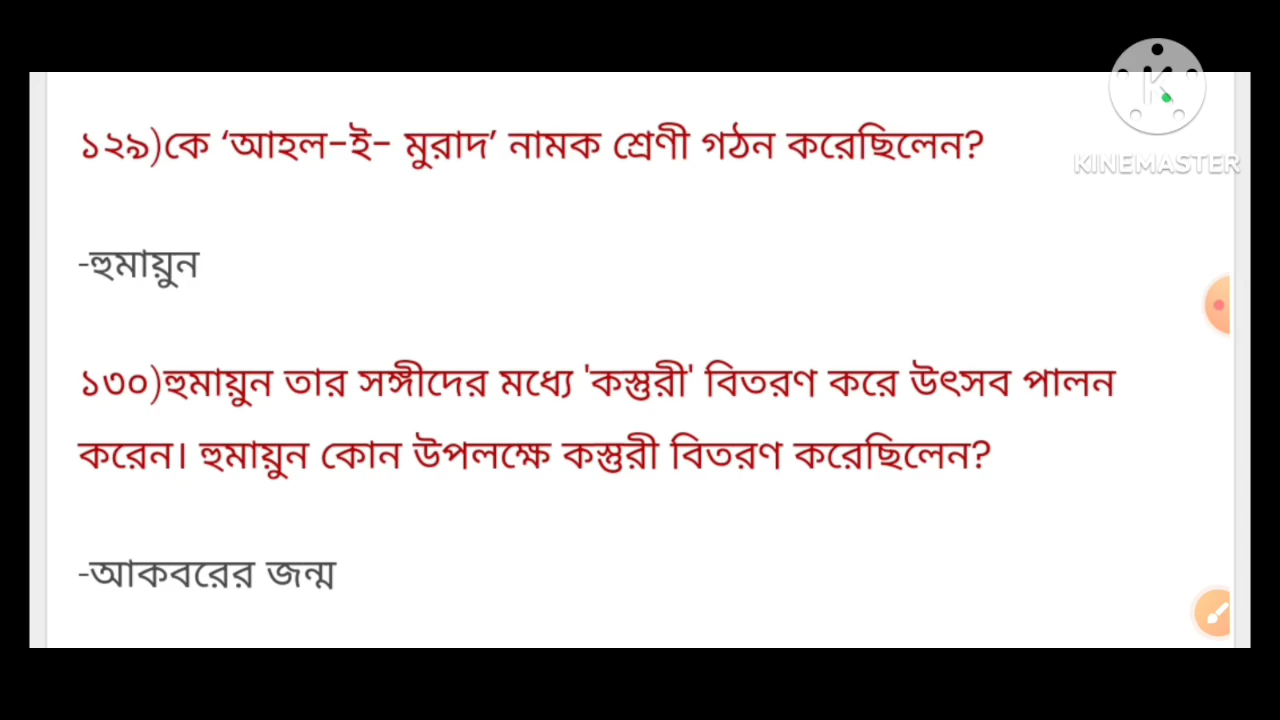 ১২৯)কে ‘আহল-ই- মুরাদ’ নামক শ্রেণী গঠন করেছিলেন?
-হুমায়ুন
১৩০)হুমায়ুন তার সঙ্গীদের মধ্যে 'কস্তুরী' বিতরণ করে উৎসব পালন
করেন। হুমায়ুন কোন উপলক্ষে কস্তুরী বিতরণ করেছিলেন?
-আকবরের জন্ম
KINEMASTER